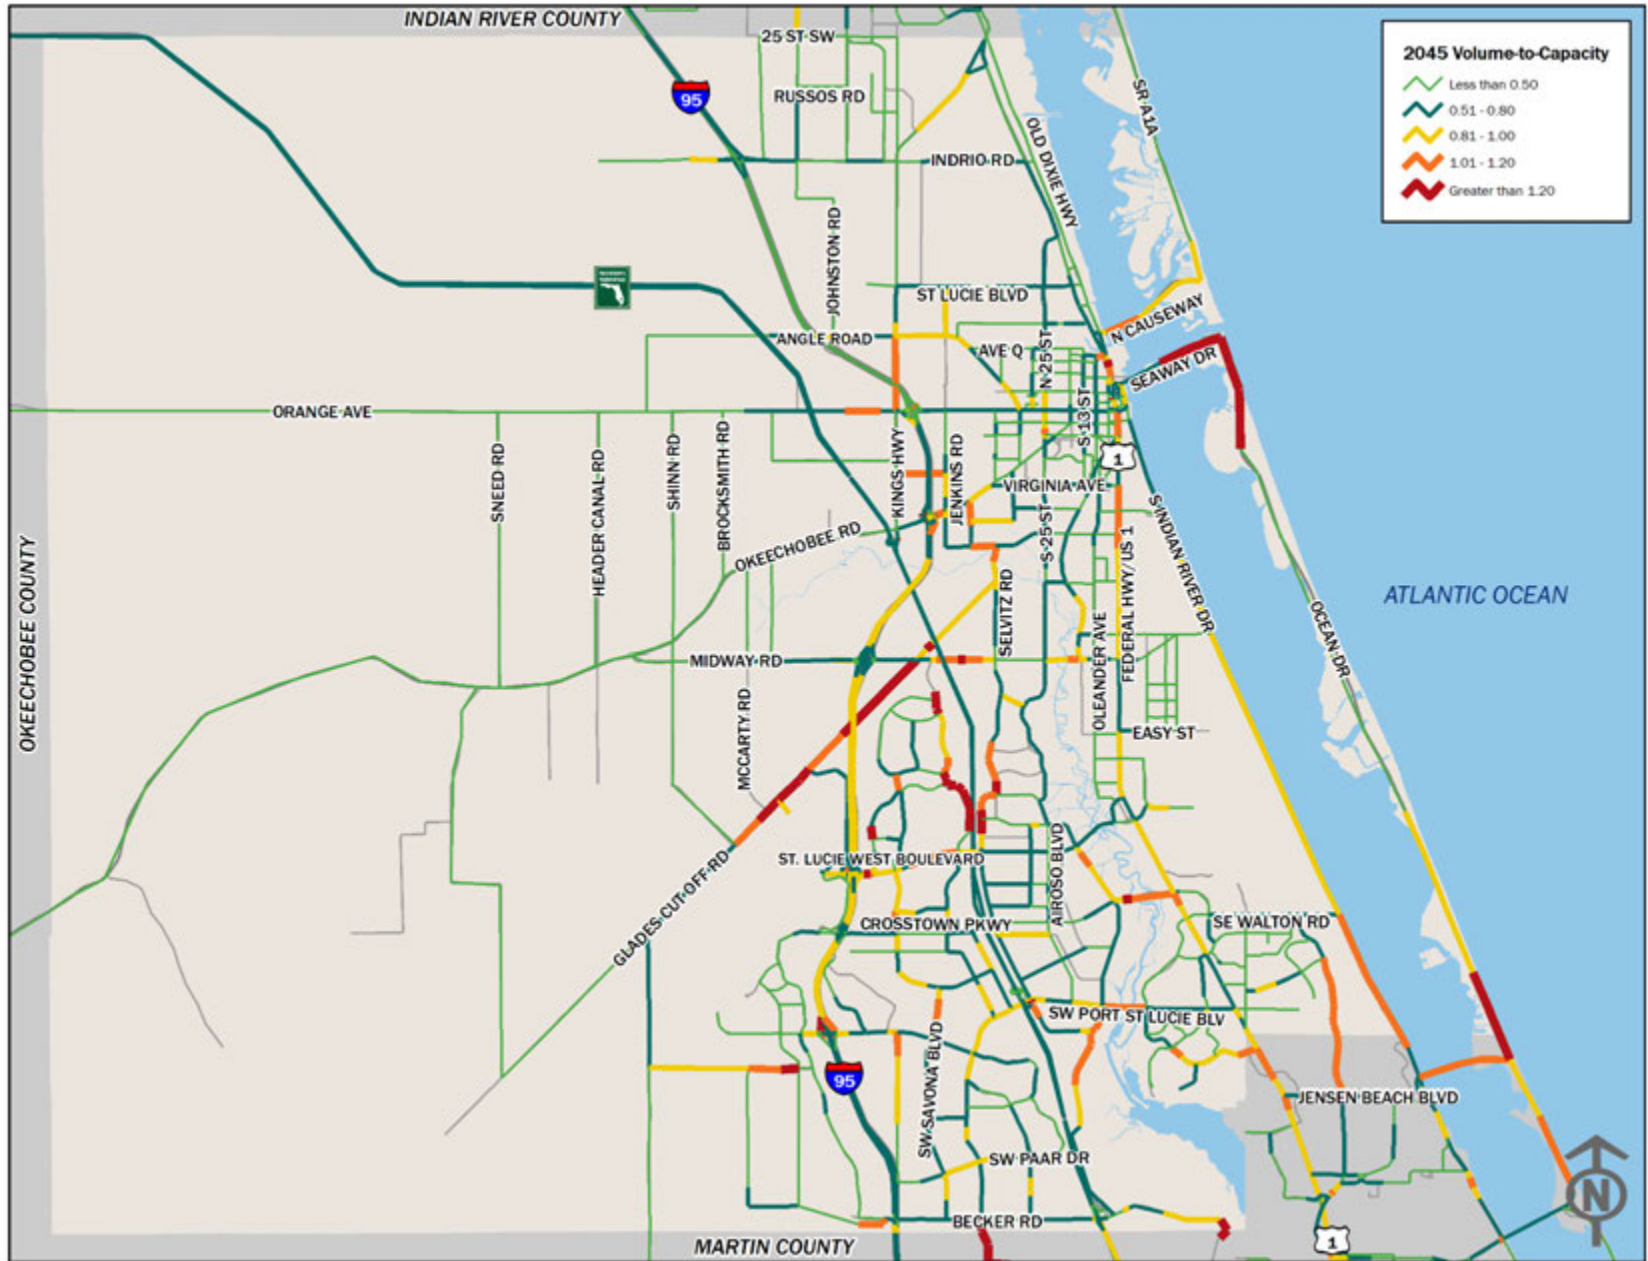 INDIAN RIVER COUNTY
2045 Volume-to-Capacity
Less than 0.50
0.51 - 0.80
0.81 - 1.00
1.01 - 1.20
Greater than 1.20
25 ST SW
95
RUSSOS RD
SR A1A
OLD DIXIE HWY
INDRIO RD
JOHNSTON RD
ST LUCIE BLVD
N CAUSEWAY
ANGLE ROAD
AVE Q
N 25 ST
SEAWAY DR
ORANGE AVE
S 13 ST
1
SNEED RD
HEADER CANAL RD
SHINN RD
BROCKSMITH RD
KINGS HWY
JENKINS RD
VIRGINIA AVE
S 25 ST
S INDIAN RIVER DR
OKEECHOBEE RD
FEDERAL HWY/ US 1
ATLANTIC OCEAN
OKEECHOBEE COUNTY
SELVITZ RD
OLEANDER AVE
OCEAN DR
MIDWAY RD
MCCARTY RD
EASY ST
ST. LUCIE WEST BOULEVARD
AIROSO BLVD
GLADES CUT OFF RD
CROSSTOWN PKWY
SE WALTON RD
SW PORT ST LUCIE BLV
SW SAVONA BLVD
95
JENSEN BEACH BLVD
SW PAAR DR
BECKER RD
MARTIN COUNTY
1
N